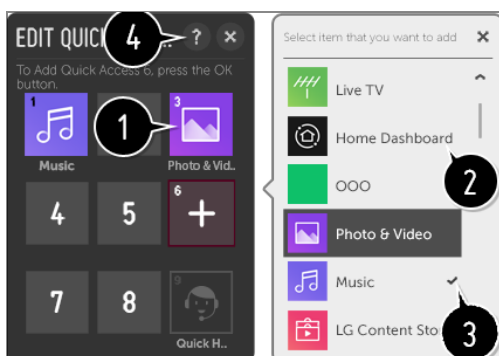 EDIT QUIC
..
4
?
To Add Quick Access 6, press the OK
button.
1
3
1
Music
Photo & Vid..
4
5
6
7
8
9
Quick H..
Select item that you want to add
Live TV
Home Dashboard
2
OOO
Photo & Video
Music
LG Content Sto
3